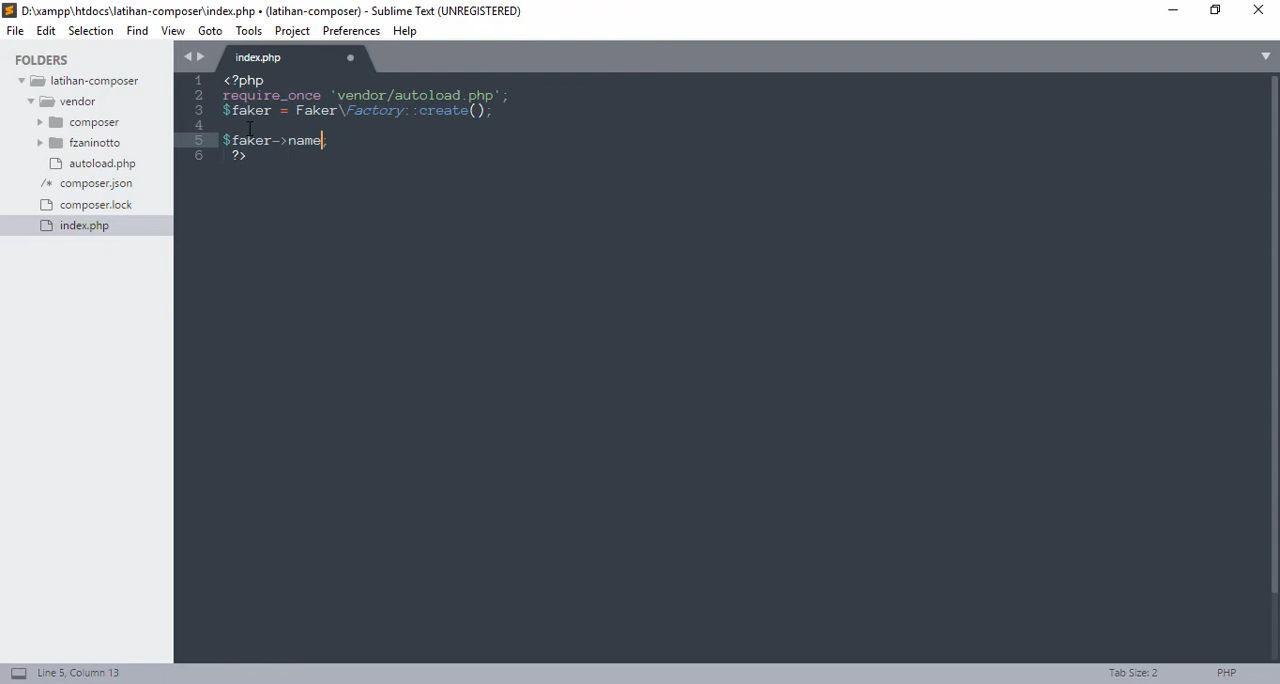 D:\xampp\htdocs\latihan-composer\index.php • (latihan-composer) - Sublime Text (UNREGISTERED)
File Edit Selection Find View Goto Tools Project Preferences Help
FOLDERS
latihan-composer
vendor
composer
fzaninotto
autoload.php
/* composer.json
composer.lock
index.php
index.php
1 <?php
2 require_once 'vendor/autoload.php';
3 $faker = Faker\Factory::create();
4
5 $faker->name;
6 ?>
Line 5, Column 13
Tab Size: 2
PHP